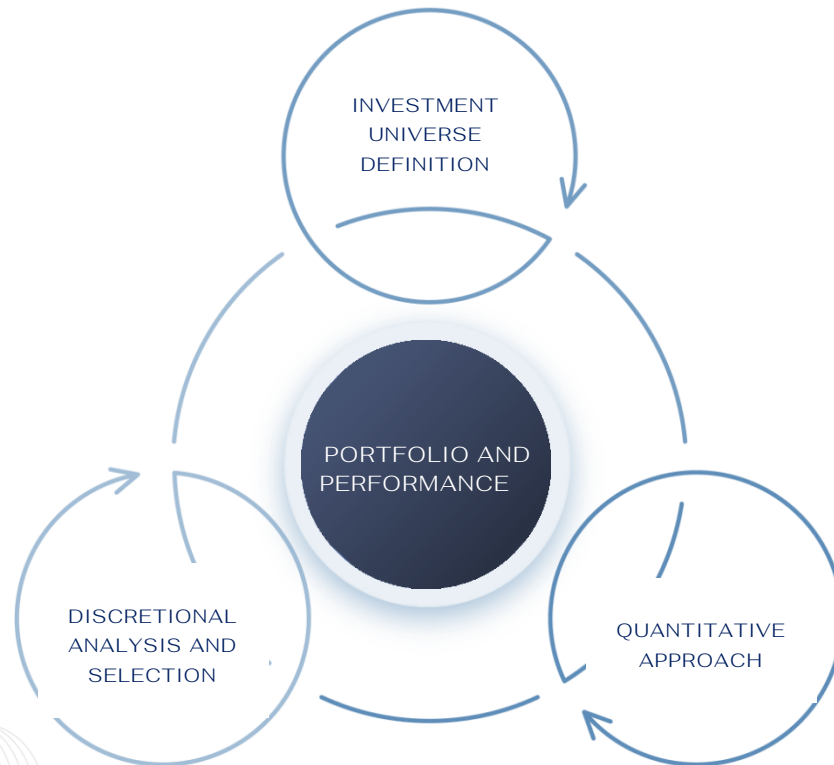 INVESTMENT
UNIVERSE
DEFINITION
PORTFOLIO AND
PERFORMANCE
DISCRETIONAL
ANALYSIS AND
SELECTION
QUANTITATIVE
APPROACH